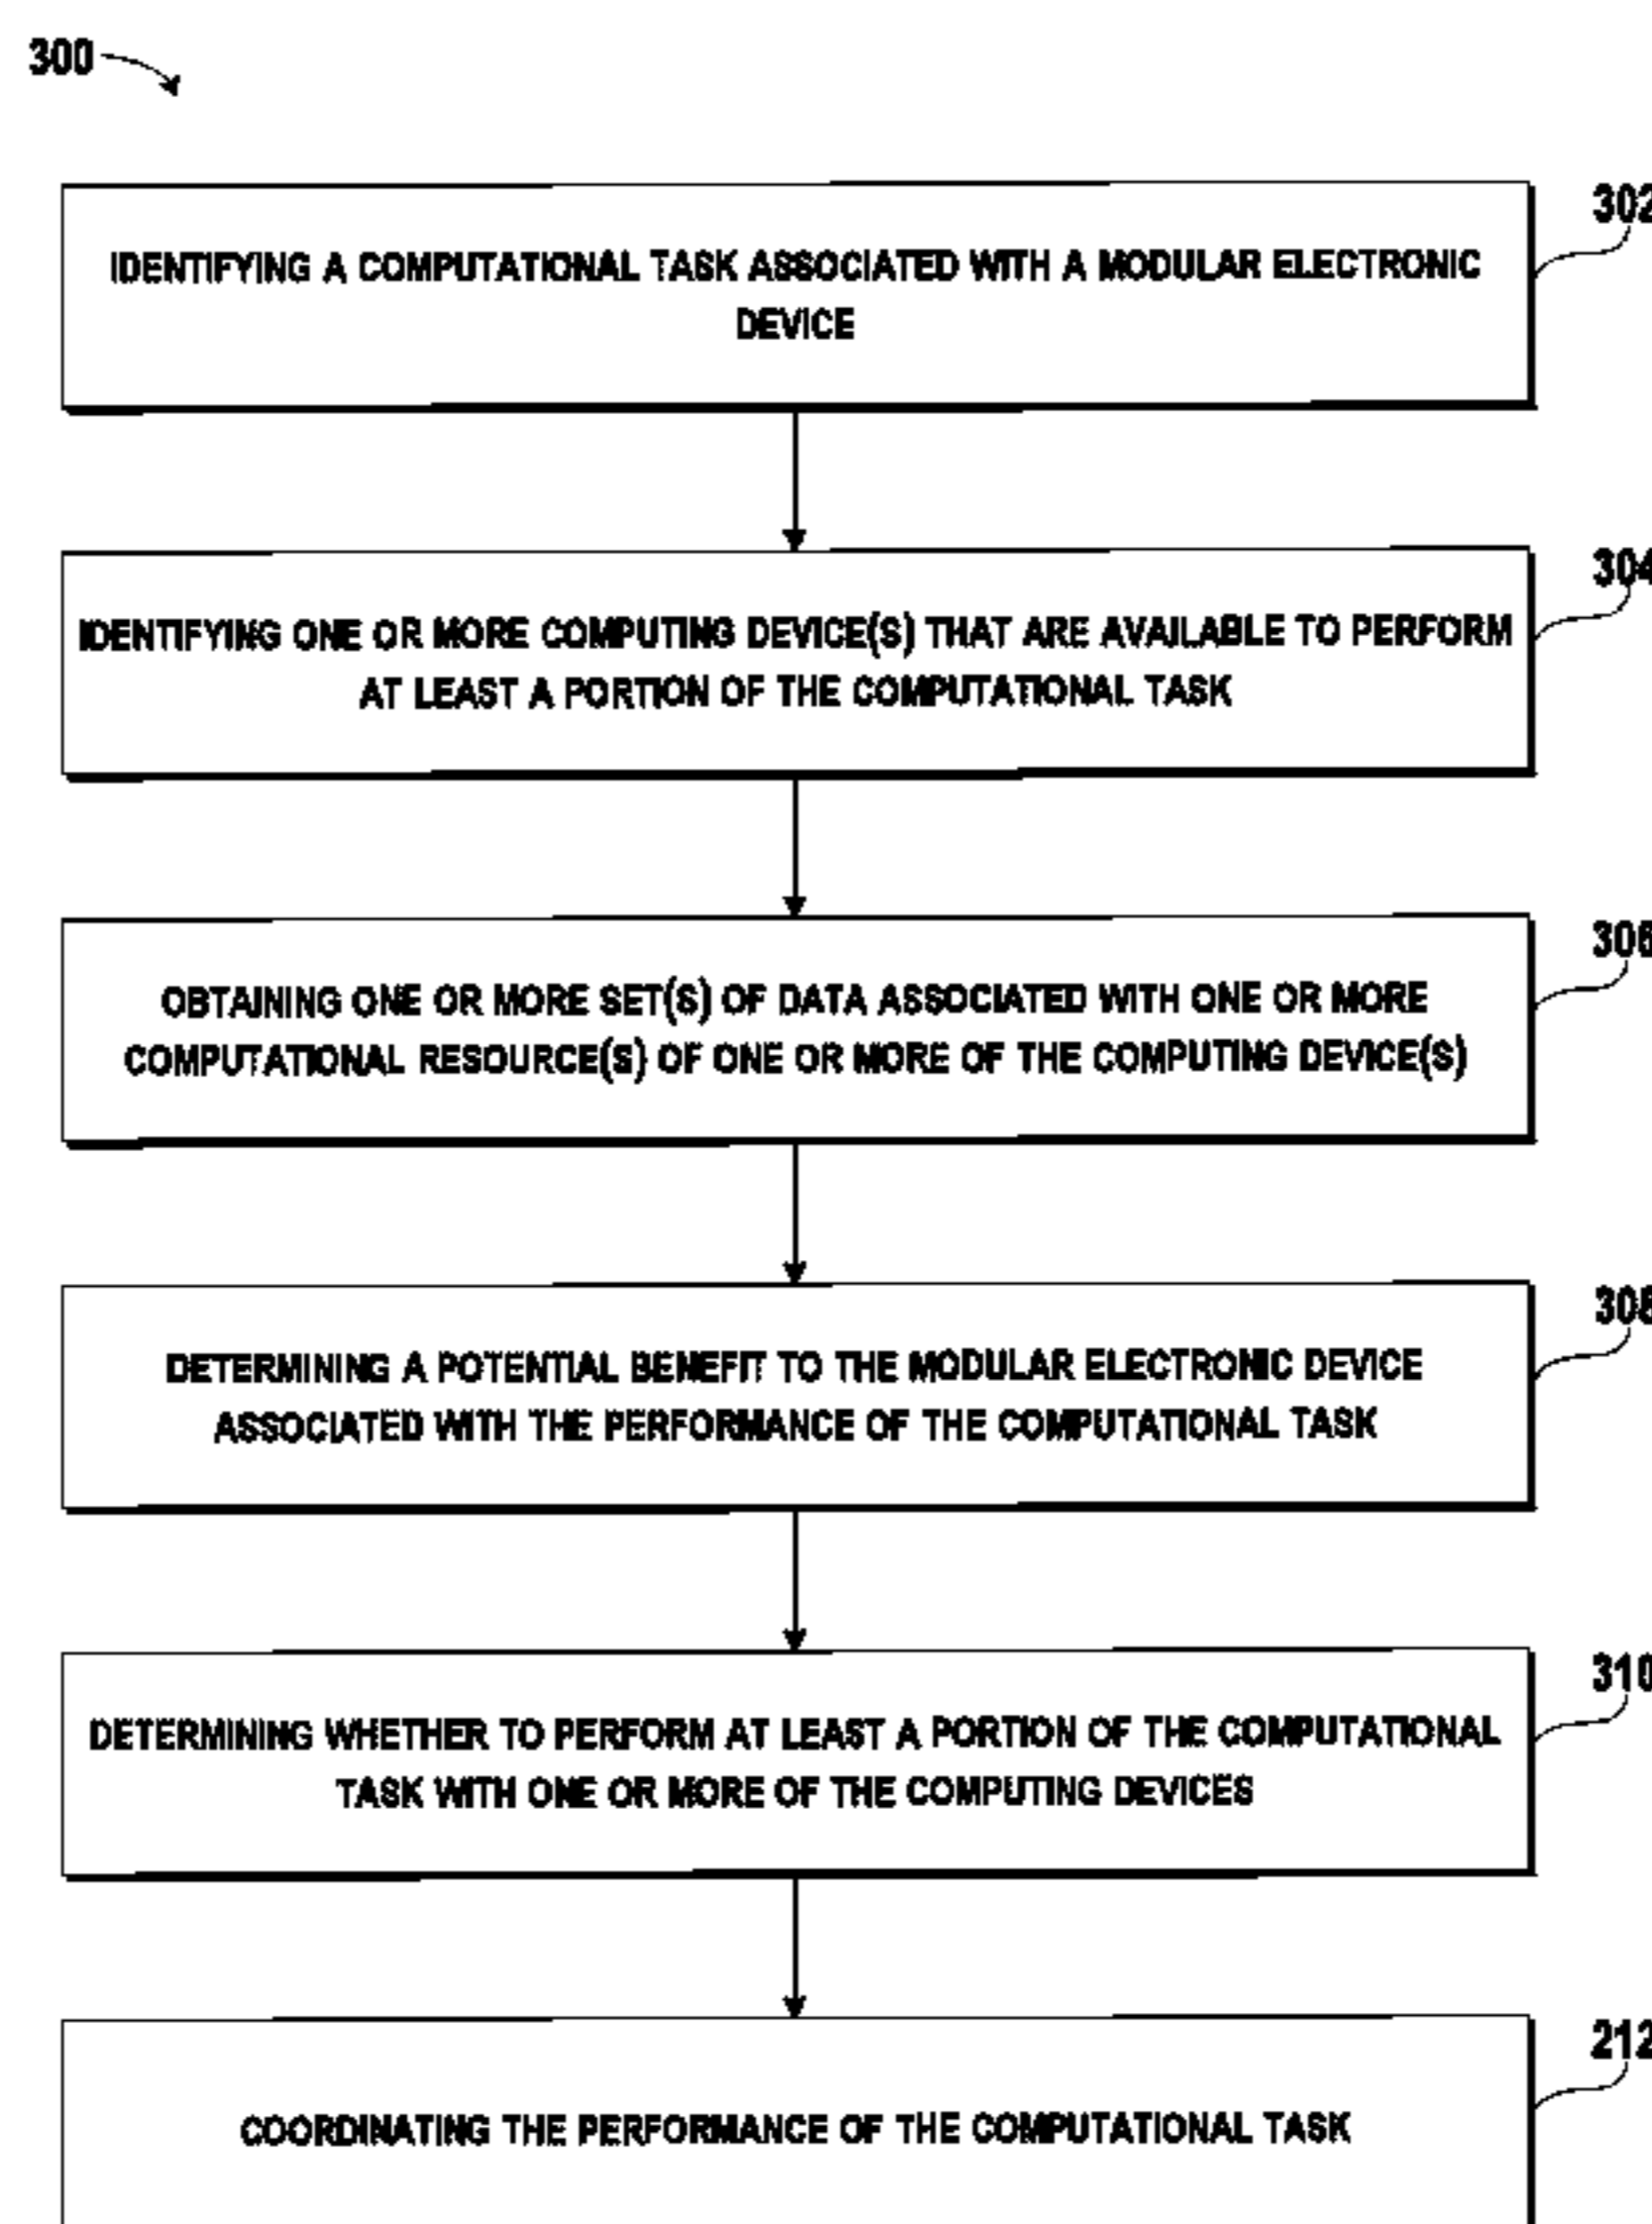 300
302
IDENTIFYING A COMPUTATIONAL TASK ASSOCIATED WITH A MODULAR ELECTRONIC
DEVICE
304
IDENTIFYING ONE OR MORE COMPUTING DEVICE(S) THAT ARE AVAILABLE TO PERFORM
AT LEAST A PORTION OF THE COMPUTATIONAL TASK
306
OBTAINING ONE OR MORE SET(S) OF DATA ASSOCIATED WITH ONE OR MORE
COMPUTATIONAL RESOURCE(S) OF ONE OR MORE OF THE COMPUTING DEVICE(S)
308
DETERMINING A POTENTIAL BENEFIT TO THE MODULAR ELECTRONIC DEVICE
ASSOCIATED WITH THE PERFORMANCE OF THE COMPUTATIONAL TASK
310
DETERMINING WHETHER TO PERFORM AT LEAST A PORTION OF THE COMPUTATIONAL
TASK WITH ONE OR MORE OF THE COMPUTING DEVICES
212
COORDINATING THE PERFORMANCE OF THE COMPUTATIONAL TASK